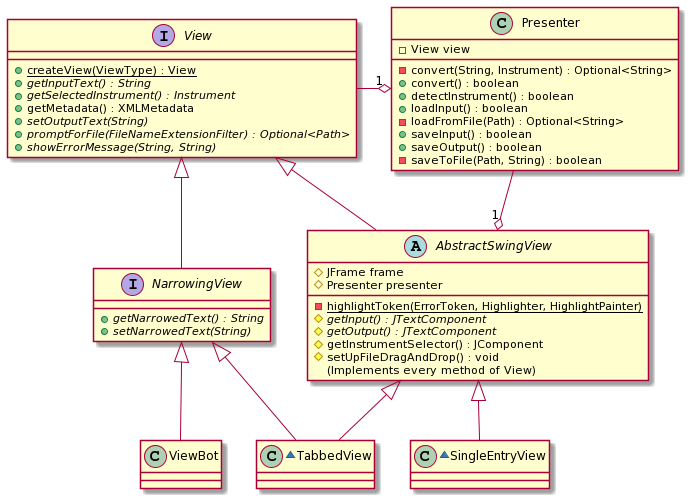 I View
createView(ViewType) : View
getInputText() : String
getSelectedInstrument() : Instrument
getMetadata() : XMLMetadata
setOutputText(String)
promptForFile(FileNameExtensionFilter) : Optional<Path>
showErrorMessage(String, String)
1
C Presenter
View view
convert(String, Instrument) : Optional<String>
convert() : boolean
detectInstrument() : boolean
loadInput() : boolean
loadFromFile(Path) : Optional<String>
saveInput() : boolean
saveOutput() : boolean
saveToFile(Path, String) : boolean
1
I NarrowingView
getNarrowedText() : String
setNarrowedText(String)
A AbstractSwingView
JFrame frame
Presenter presenter
highlightToken(ErrorToken, Highlighter, HighlightPainter)
getInput() : JTextComponent
getOutput() : JTextComponent
getInstrumentSelector() : JComponent
setUpFileDragAndDrop() : void
(Implements every method of View)
C ViewBot
C TabbedView
C SingleEntryView